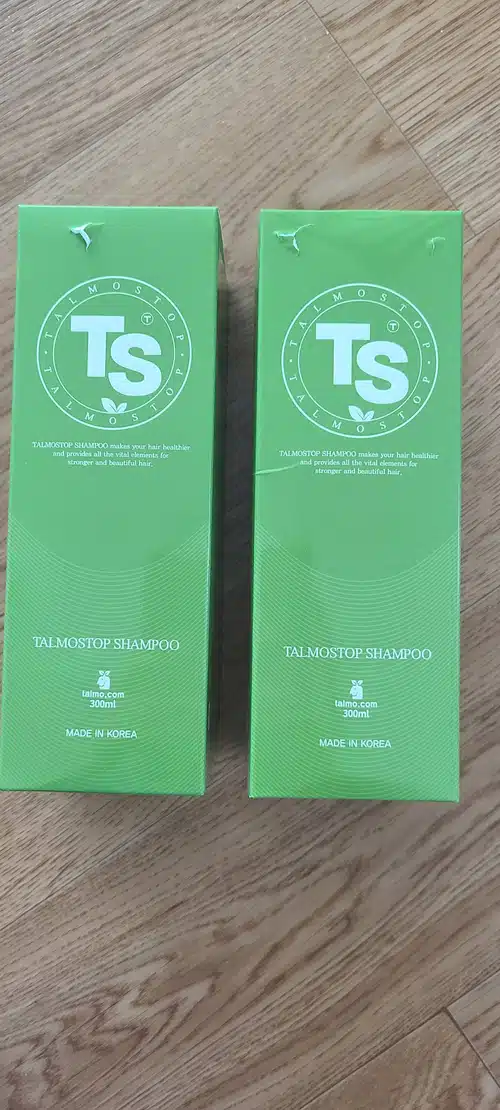 TALMOSTOP · TALMOSTOP ·
TS
T
TALMOSTOP SHAMPOO makes your hair healthier
and provides all the vital elements for
stronger and beautiful hair.
TALMOSTOP SHAMPOO
talmo.com
300ml
MADE IN KOREA
TALMOSTOP · TALMOSTOP ·
TS
T
TALMOSTOP SHAMPOO makes your hair healthier
and provides all the vital elements for
stronger and beautiful hair.
TALMOSTOP SHAMPOO
talmo.com
300ml
MADE IN KOREA